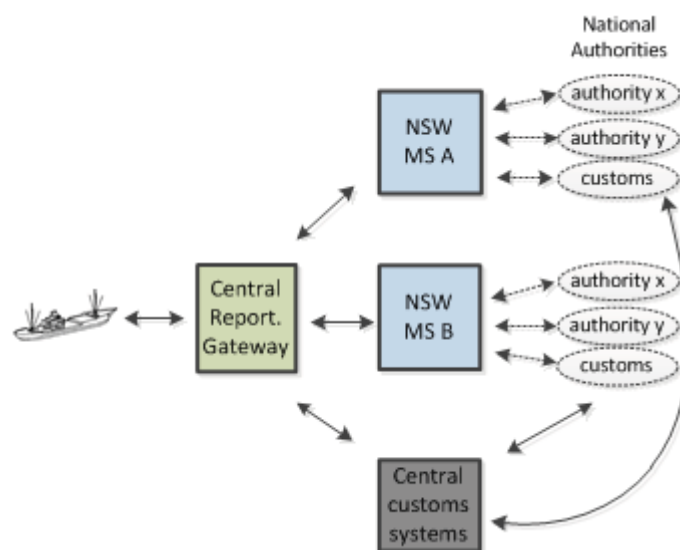 National
Authorities
NSW
MS A
authority x
authority y
customs
Central
Report.
Gateway
NSW
MS B
authority x
authority y
customs
Central
customs
systems